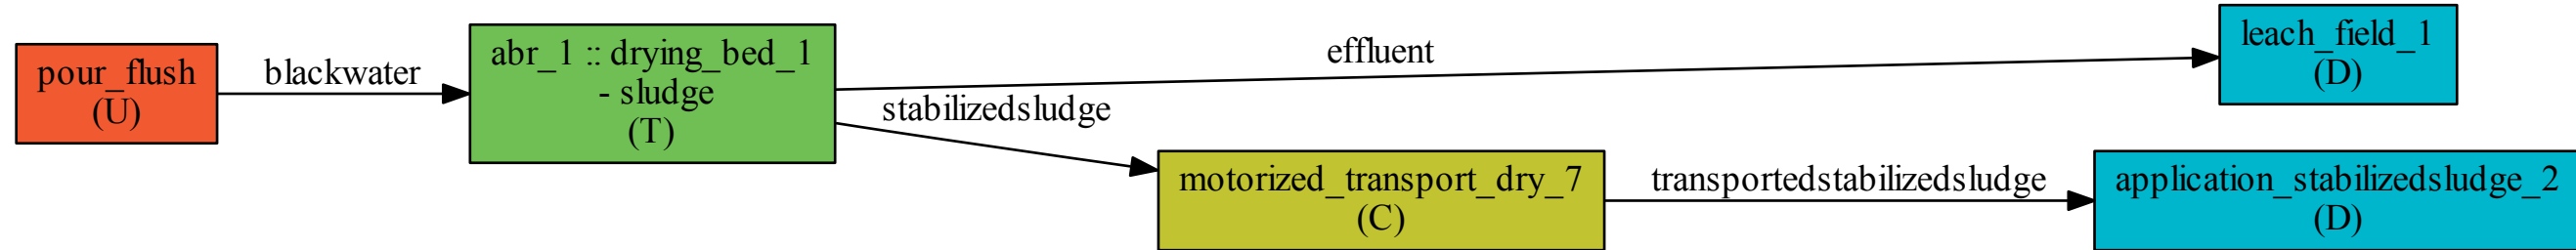 pour_flush
(U)
blackwater
abr_1 :: drying_bed_1
- sludge
(T)
effluent
stabilizedsludge
leach_field_1
(D)
motorized_transport_dry_7
(C)
transportedstabilizedsludge
application_stabilizedsludge_2
(D)